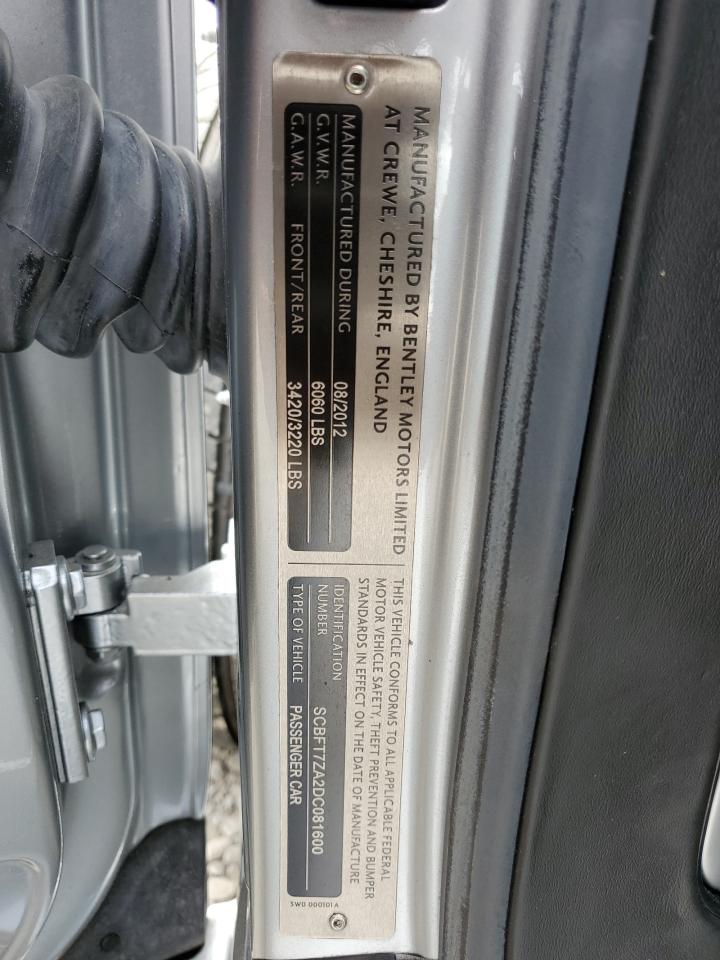 MANUFACTURED BY BENTLEY MOTORS LIMITED
AT CREWE, CHESHIRE, ENGLAND
MANUFACTURED DURING 08/2012
G.V.W.R. 6060 LBS
G.A.W.R. FRONT/REAR 3420/3220 LBS
THIS VEHICLE CONFORMS TO ALL APPLICABLE FEDERAL
MOTOR VEHICLE SAFETY, THEFT PREVENTION AND BUMPER
STANDARDS IN EFFECT ON THE DATE OF MANUFACTURE
IDENTIFICATION
NUMBER SCBFT7ZA2DC081600
TYPE OF VEHICLE PASSENGER CAR
3W0 000101 A